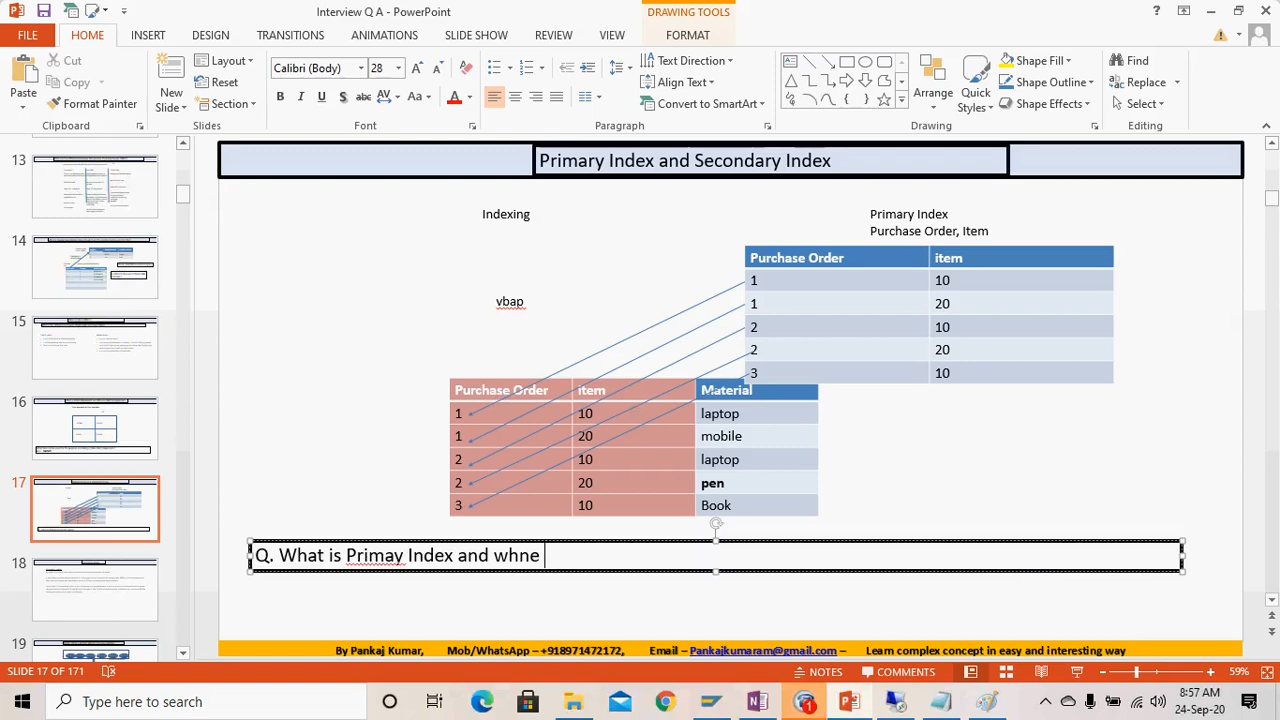 Interview Q A - PowerPoint
DRAWING TOOLS
FILE HOME INSERT DESIGN TRANSITIONS ANIMATIONS SLIDE SHOW REVIEW VIEW FORMAT
Paste
Cut
Copy
Format Painter
Clipboard
New Slide
Layout
Reset
Section
Slides
Calibri (Body) 28
Font
Text Direction
Align Text
Convert to SmartArt
Paragraph
Arrange
Quick Styles
Shape Fill
Shape Outline
Shape Effects
Drawing
Find
Replace
Select
Editing
13
14
15
16
17
18
19
Primary Index and Secondary Index
Indexing
Primary Index
Purchase Order, Item
Purchase Order item
1 10
1 20
2 10
2 20
3 10
vbap
Purchase Order item Material
1 10 laptop
1 20 mobile
2 10 laptop
2 20 pen
3 10 Book
Q. What is Primay Index and whne
By Pankaj Kumar, Mob/WhatsApp – +918971472172, Email – Pankajkumaram@gmail.com – Learn complex concept in easy and interesting way
SLIDE 17 OF 171 NOTES COMMENTS 59%
Type here to search
8:57 AM
24-Sep-20